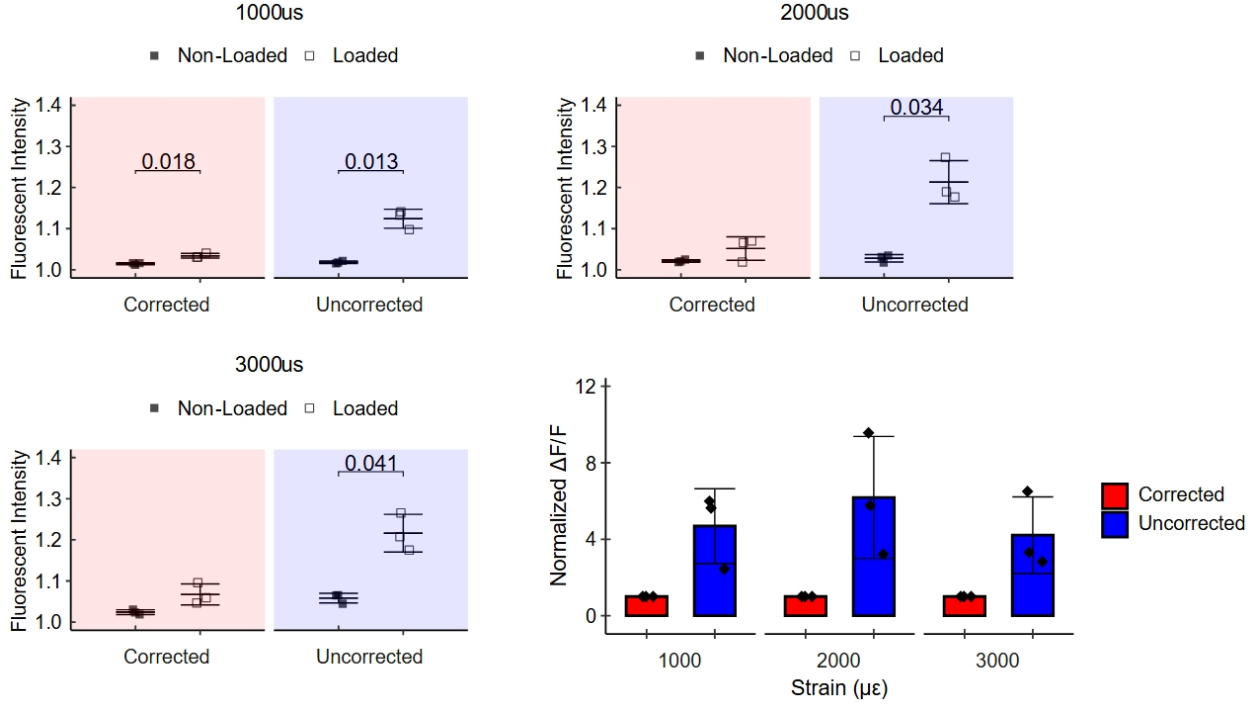 1000us
Non-Loaded Loaded
Fluorescent Intensity
1.4
1.3
1.2
1.1
1.0
0.018
0.013
Corrected Uncorrected
2000us
Non-Loaded Loaded
Fluorescent Intensity
1.4
1.3
1.2
1.1
1.0
0.034
Corrected Uncorrected
3000us
Non-Loaded Loaded
Fluorescent Intensity
1.4
1.3
1.2
1.1
1.0
0.041
Corrected Uncorrected
Normalized ΔF/F
12
8
4
0
1000 2000 3000
Strain (με)
Corrected
Uncorrected